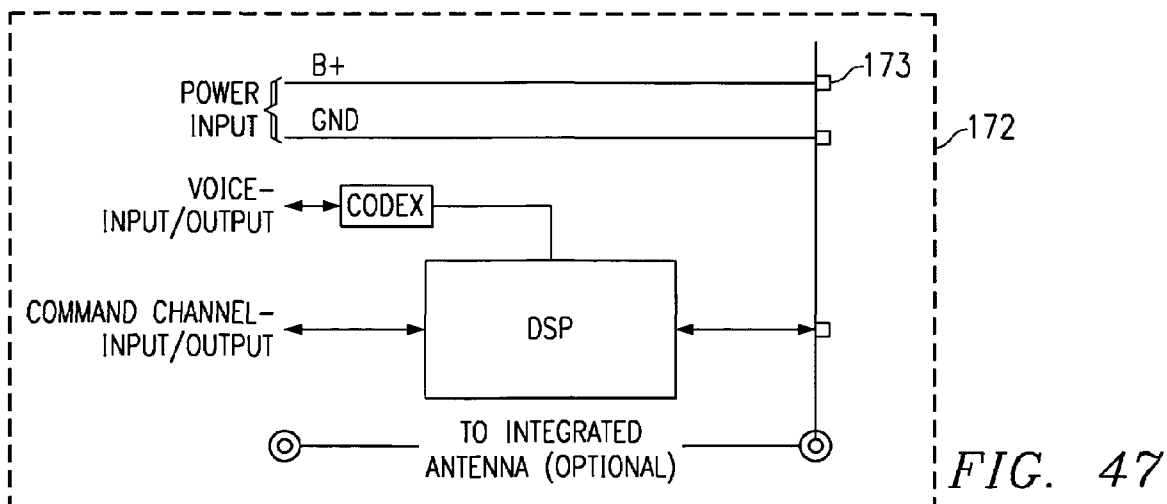 B+
173
POWER
INPUT
GND
172
VOICE-
INPUT/OUTPUT
CODEX
COMMAND CHANNEL-
INPUT/OUTPUT
DSP
TO INTEGRATED
ANTENNA (OPTIONAL)
FIG. 47